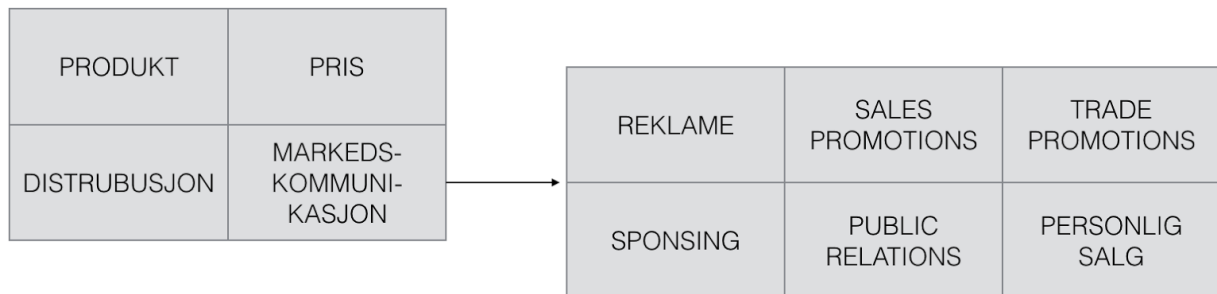 PRODUKT
PRIS
DISTRUBUSJON
MARKEDS-
KOMMUNI-
KASJON
REKLAME
SALES
PROMOTIONS
TRADE
PROMOTIONS
SPONSING
PUBLIC
RELATIONS
PERSONLIG
SALG